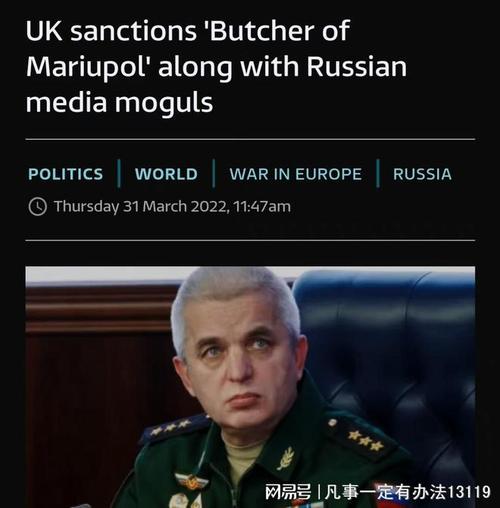 UK sanctions 'Butcher of
Mariupol' along with Russian
media moguls
POLITICS WORLD WAR IN EUROPE RUSSIA
Thursday 31 March 2022, 11:47am
网易号 | 凡事一定有办法13119